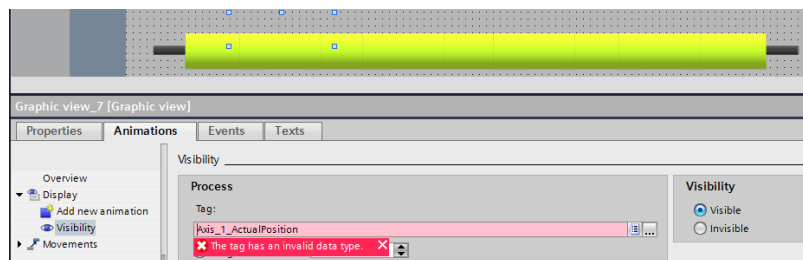 Graphic view_7 [Graphic view]
Properties Animations Events Texts
Visibility
Overview
Display
Add new animation
Visibility
Movements
Process
Tag:
Axis_1_ActualPosition
The tag has an invalid data type.
Visibility
Visible
Invisible